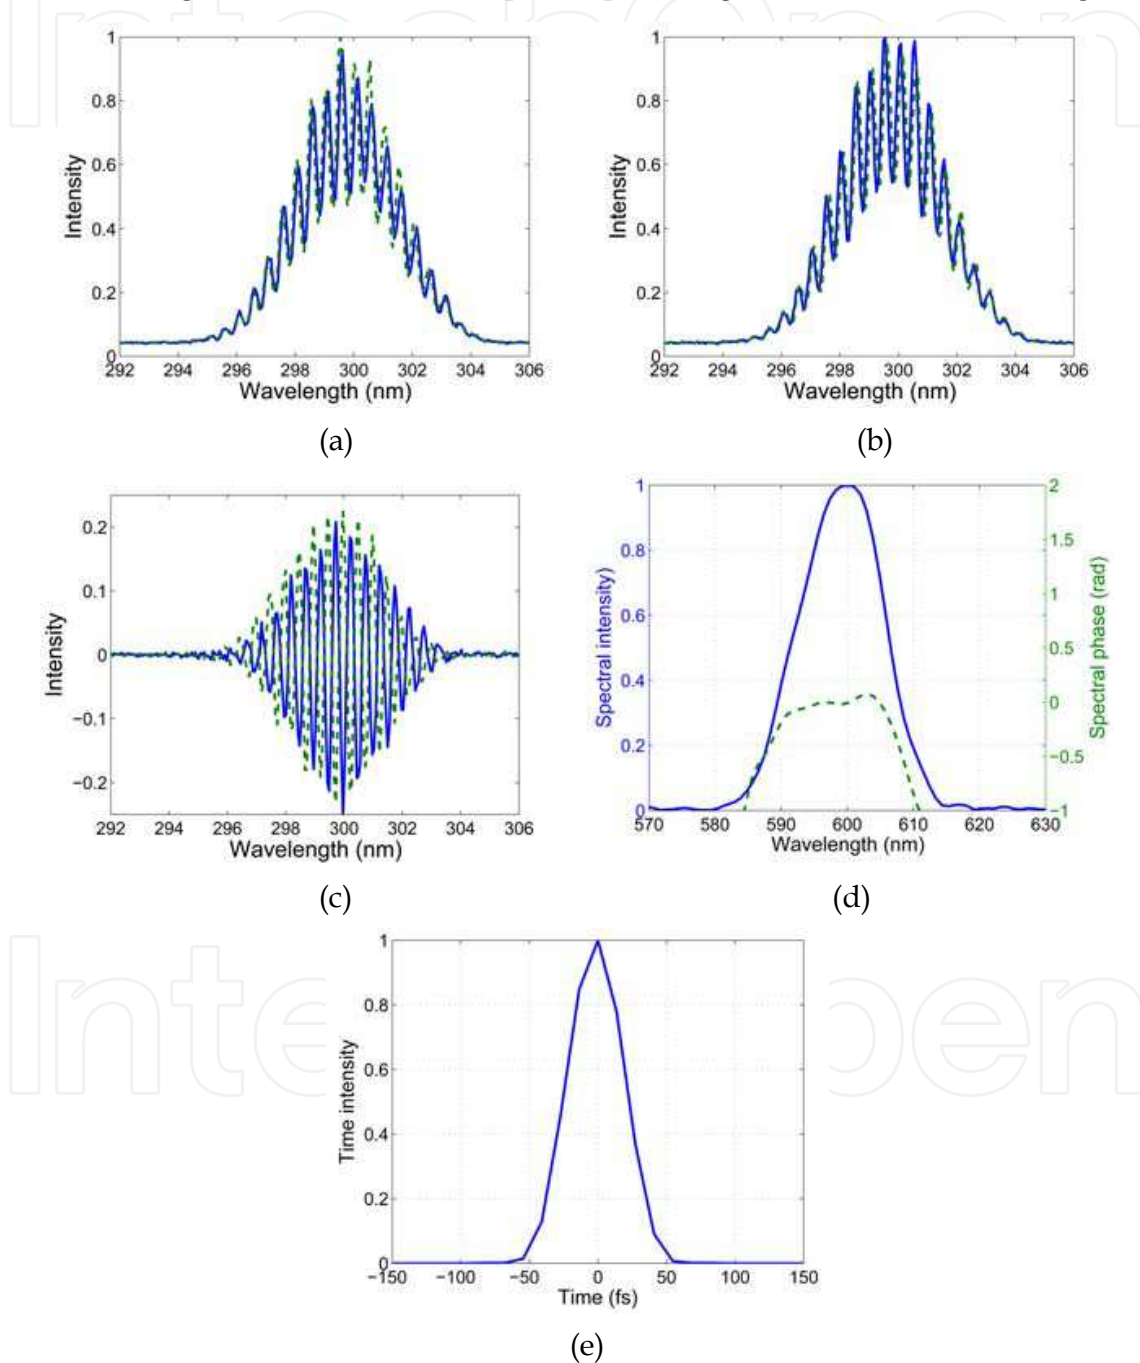 1
0.8
0.6
0.4
0.2
0
Intensity
292 294 296 298 300 302 304 306
Wavelength (nm)
(a)
1
0.8
0.6
0.4
0.2
0
Intensity
292 294 296 298 300 302 304 306
Wavelength (nm)
(b)
0.2
0.1
0
−0.1
−0.2
Intensity
292 294 296 298 300 302 304 306
Wavelength (nm)
(c)
1
0.8
0.6
0.4
0.2
0
Spectral intensity)
2
1.5
1
0.5
0
−0.5
−1
Spectral phase (rad)
570 580 590 600 610 620 630
Wavelength (nm)
(d)
1
0.8
0.6
0.4
0.2
0
Time intensity
−150 −100 −50 0 50 100 150
Time (fs)
(e)